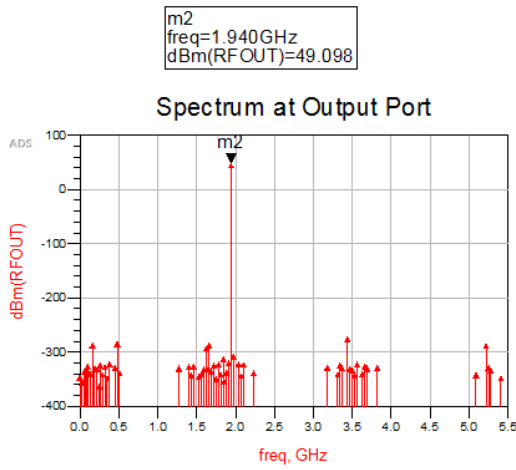 m2
freq=1.940GHz
dBm(RFOUT)=49.098
Spectrum at Output Port
ADS
m2
dBm(RFOUT)
100
0
-100
-200
-300
-400
0.0 0.5 1.0 1.5 2.0 2.5 3.0 3.5 4.0 4.5 5.0 5.5
freq, GHz